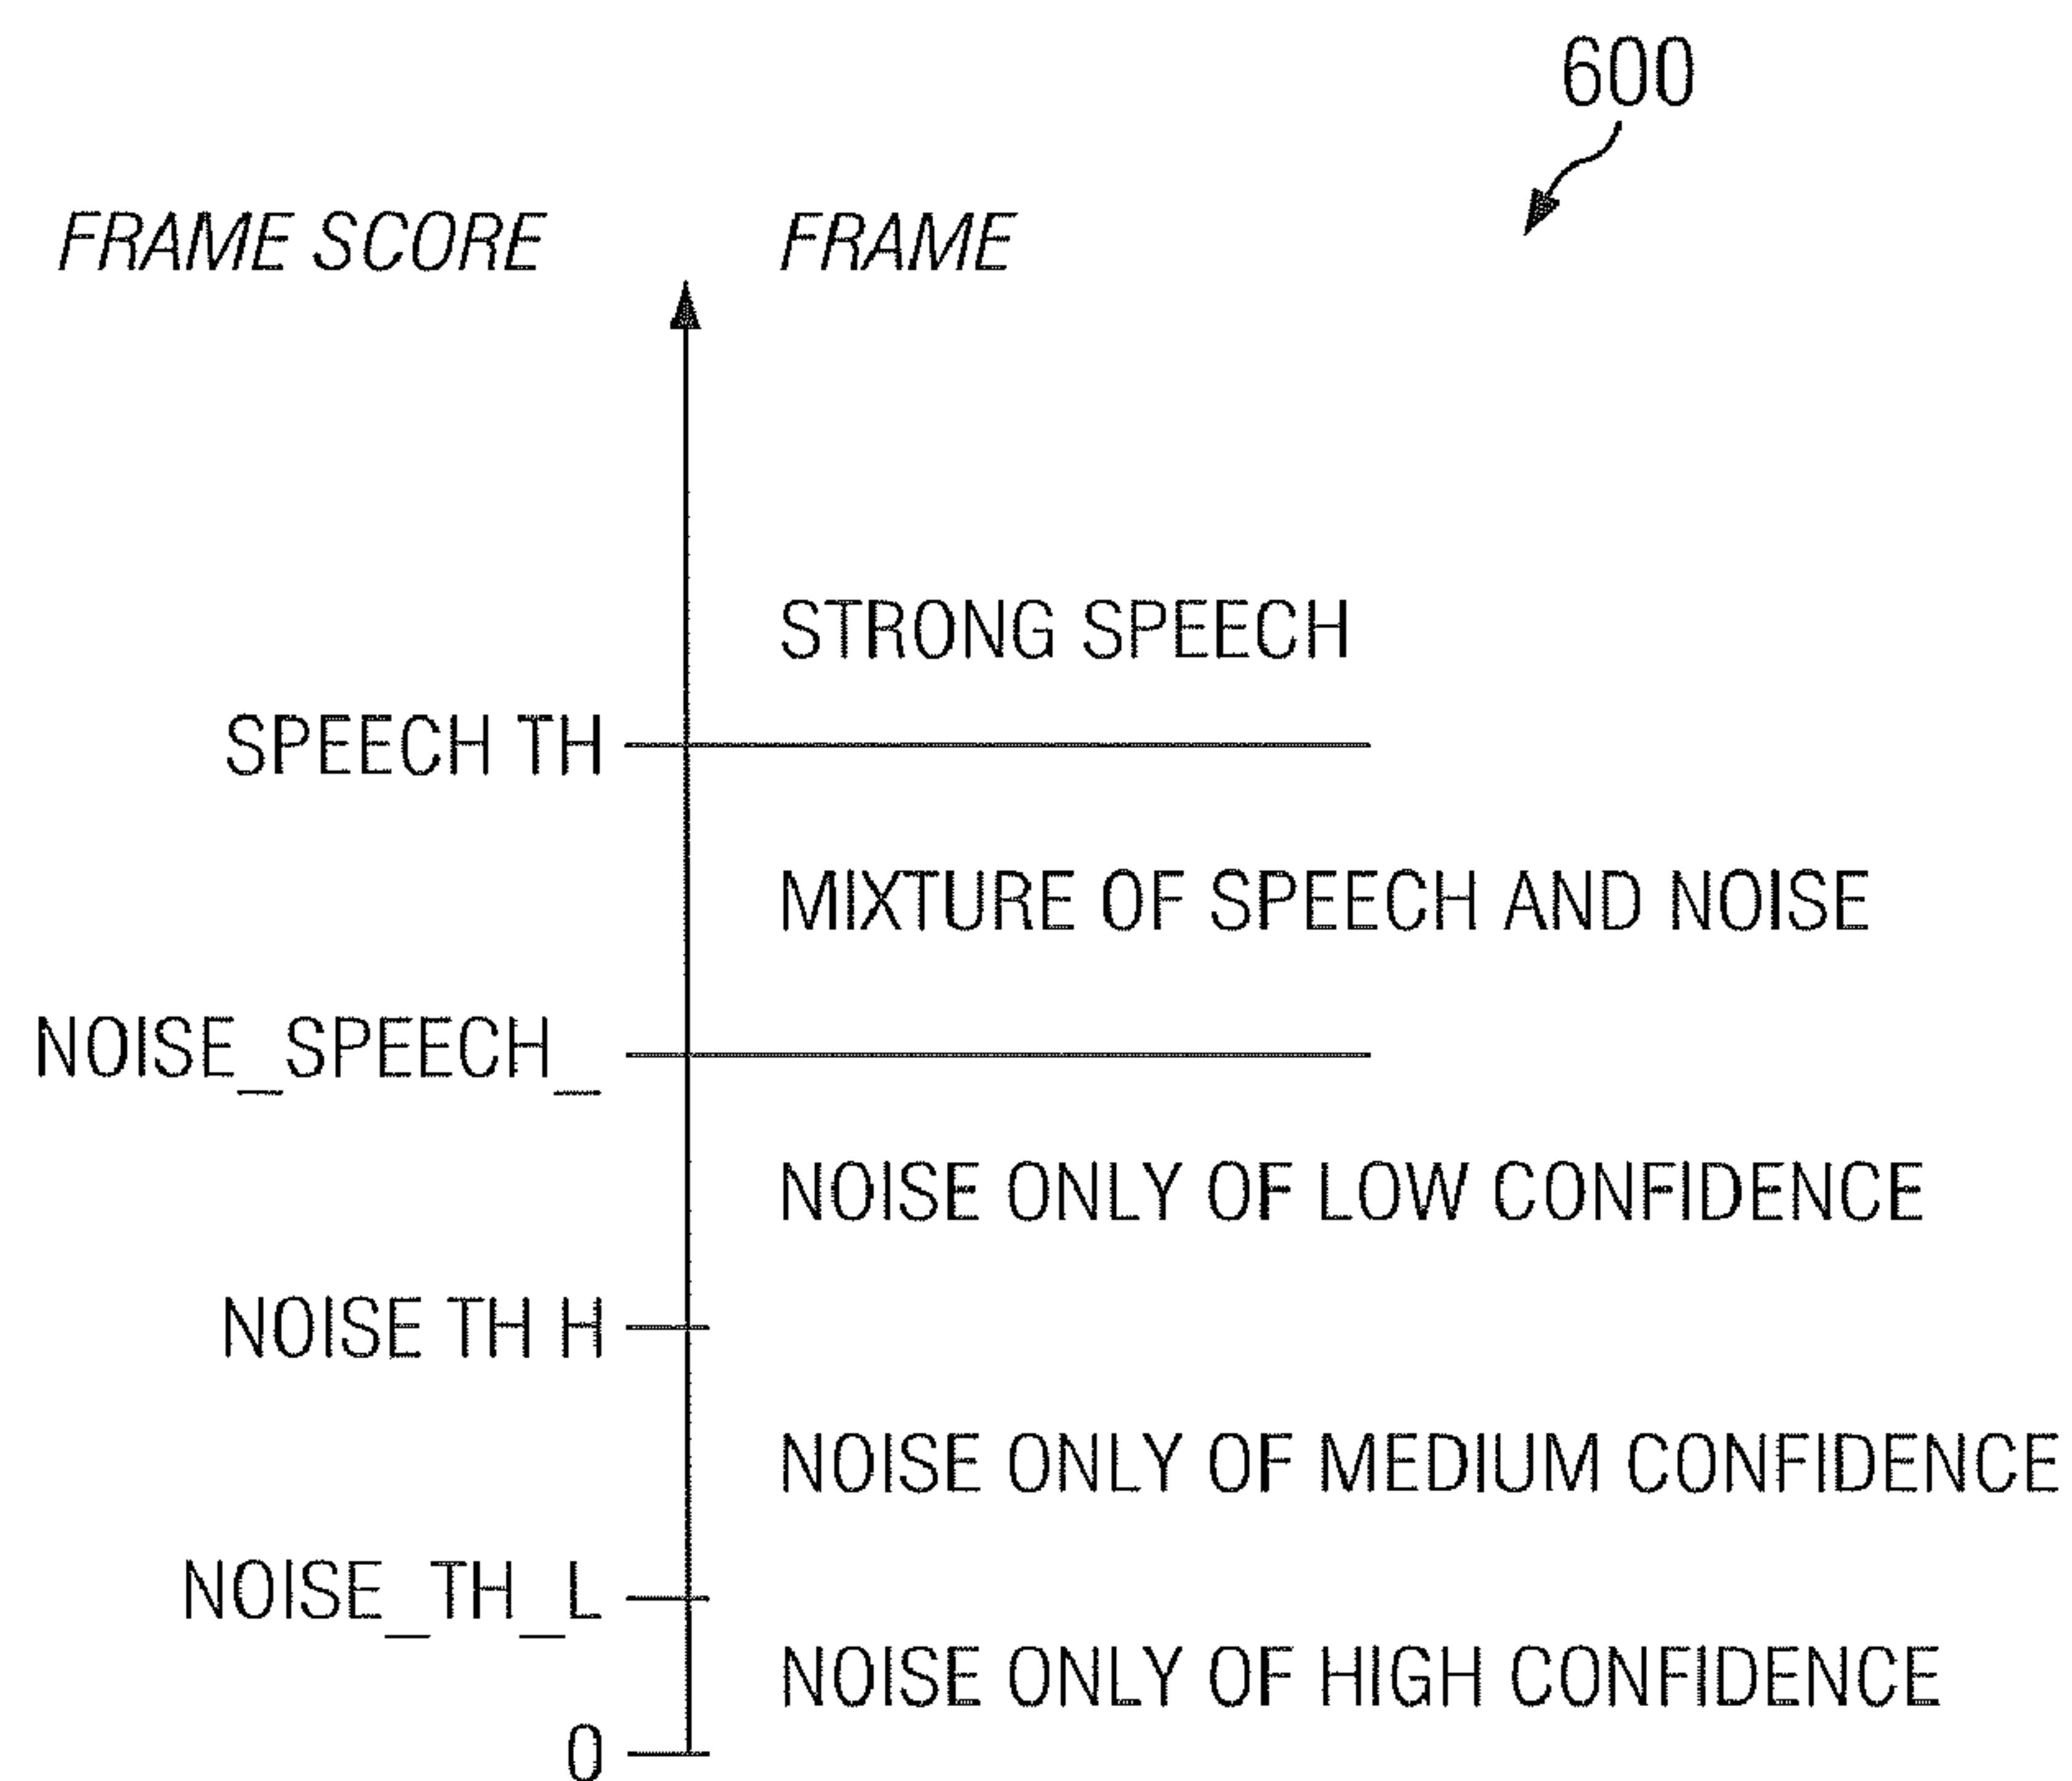 600
FRAME SCORE
FRAME
STRONG SPEECH
SPEECH TH
MIXTURE OF SPEECH AND NOISE
NOISE_SPEECH_
NOISE ONLY OF LOW CONFIDENCE
NOISE TH H
NOISE ONLY OF MEDIUM CONFIDENCE
NOISE_TH_L
NOISE ONLY OF HIGH CONFIDENCE
0